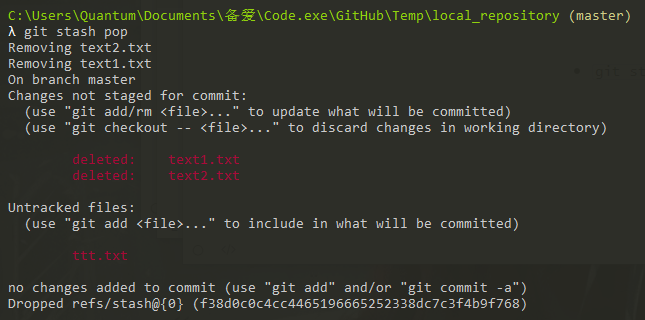 C:\Users\Quantum\Documents\备爱\Code.exe\GitHub\Temp\local_repository (master)
λ git stash pop
Removing text2.txt
Removing text1.txt
On branch master
Changes not staged for commit:
  (use "git add/rm <file>..." to update what will be committed)
  (use "git checkout -- <file>..." to discard changes in working directory)

        deleted:    text1.txt
        deleted:    text2.txt

Untracked files:
  (use "git add <file>..." to include in what will be committed)

        ttt.txt

no changes added to commit (use "git add" and/or "git commit -a")
Dropped refs/stash@{0} (f38d0c0c4cc4465196665252338dc7c3f4b9f768)